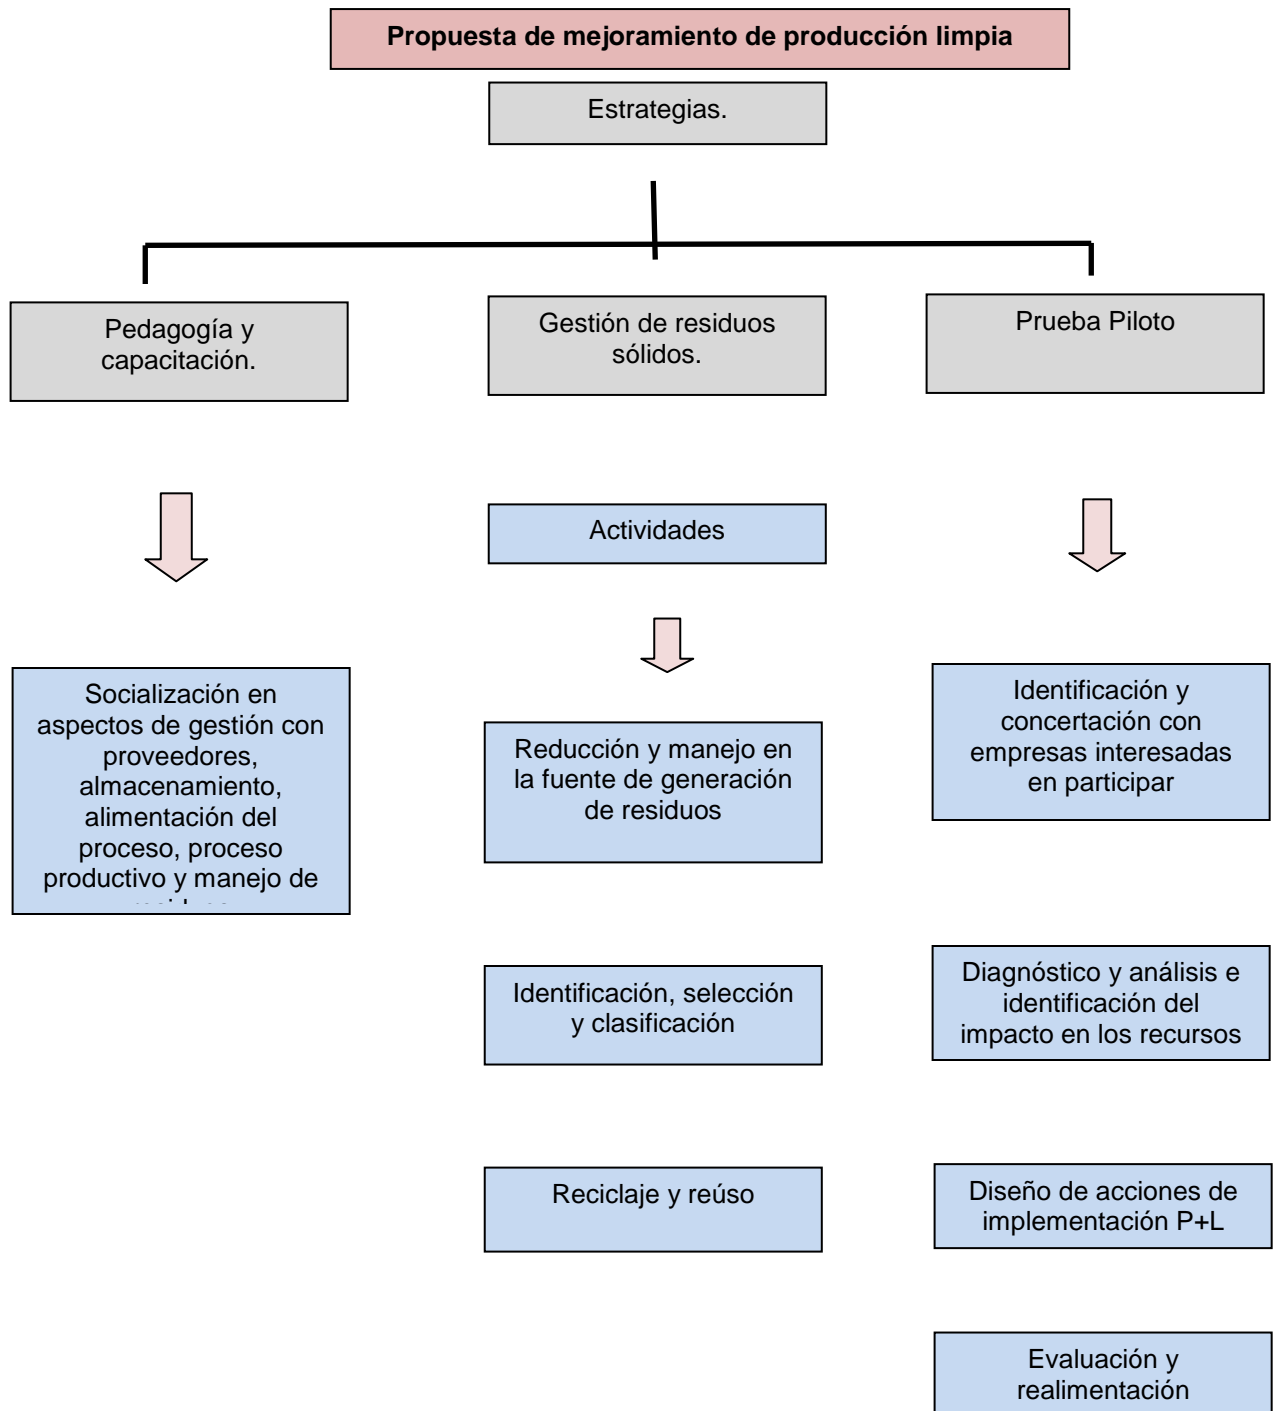 Propuesta de mejoramiento de producción limpia
Estrategias.
Pedagogía y
capacitación.
Gestión de residuos
sólidos.
Prueba Piloto
Actividades
Socialización en
aspectos de gestión con
proveedores,
almacenamiento,
alimentación del
proceso, proceso
productivo y manejo de
Reducción y manejo en
la fuente de generación
de residuos
Identificación, selección
y clasificación
Reciclaje y reúso
Identificación y
concertación con
empresas interesadas
en participar
Diagnóstico y análisis e
identificación del
impacto en los recursos
Diseño de acciones de
implementación P+L
Evaluación y
realimentación